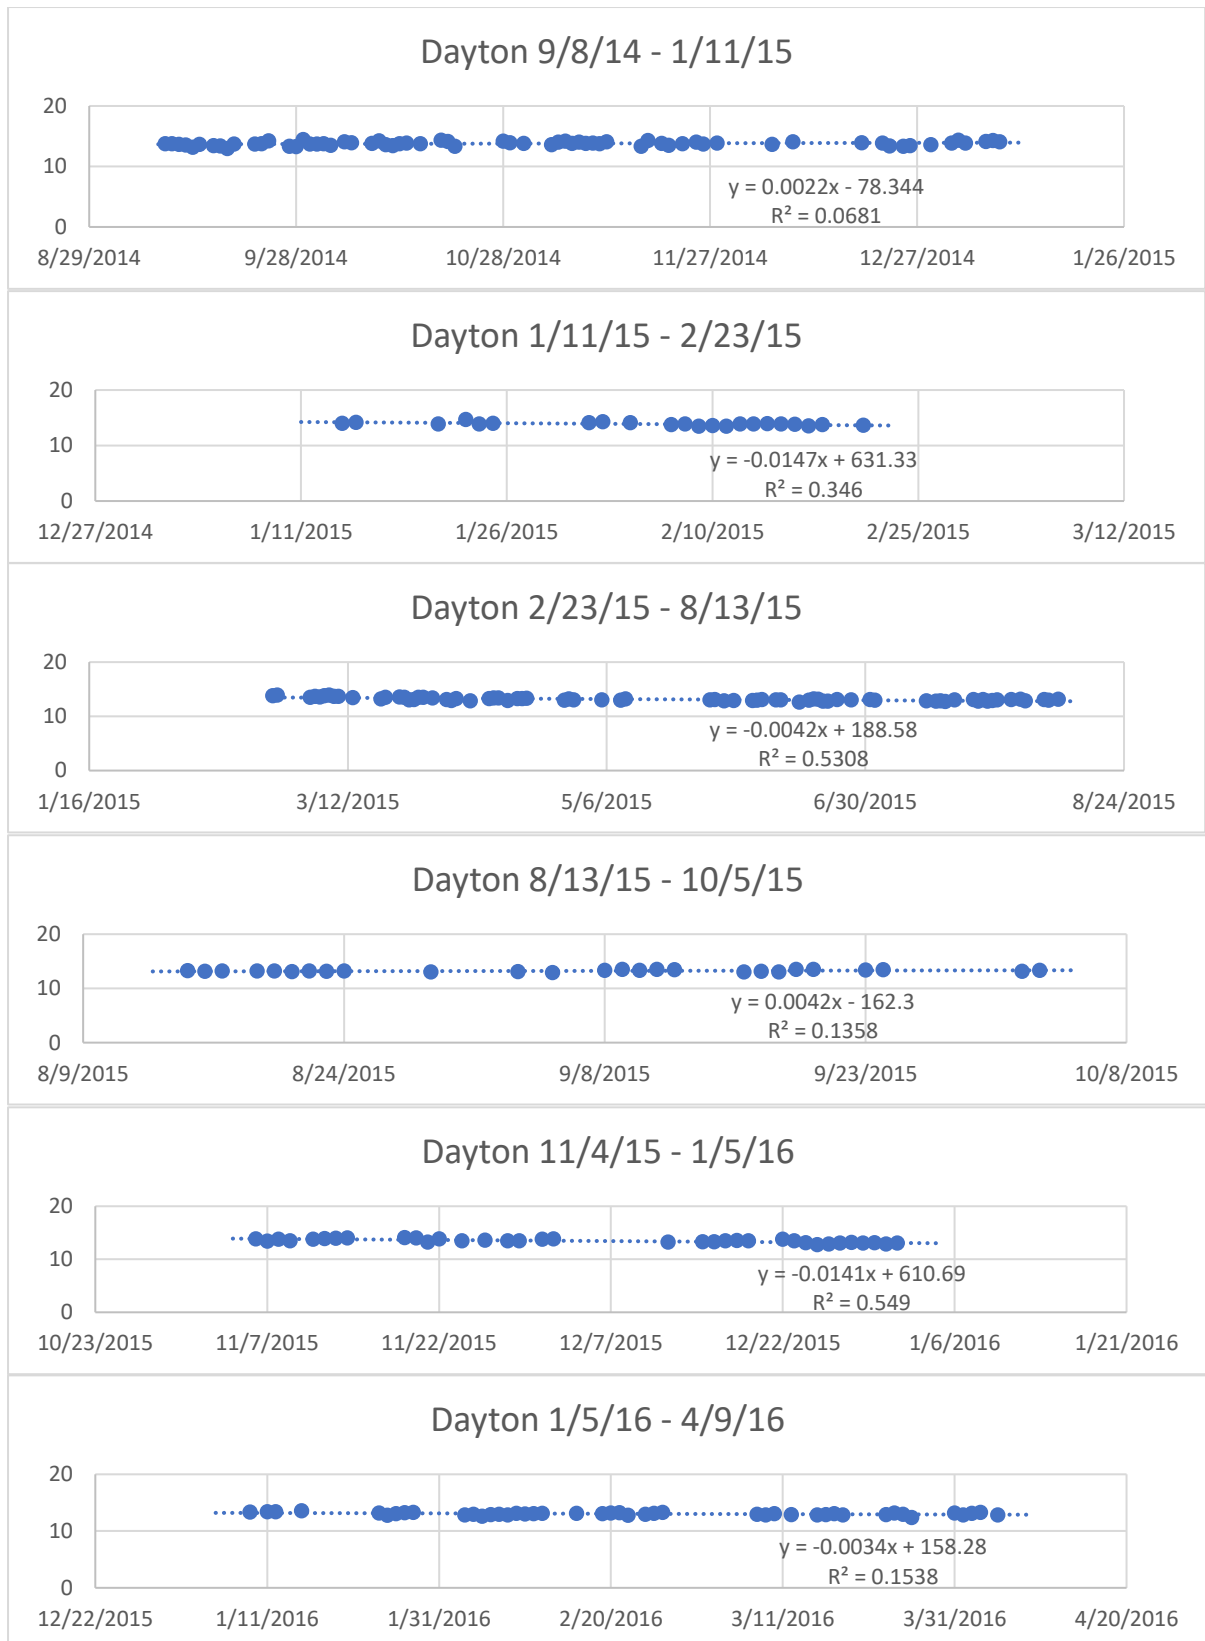 Dayton 9/8/14 - 1/11/15
20
10
0
y = 0.0022x - 78.344
R² = 0.0681
8/29/2014 9/28/2014 10/28/2014 11/27/2014 12/27/2014 1/26/2015
Dayton 1/11/15 - 2/23/15
20
10
0
y = -0.0147x + 631.33
R² = 0.346
12/27/2014 1/11/2015 1/26/2015 2/10/2015 2/25/2015 3/12/2015
Dayton 2/23/15 - 8/13/15
20
10
0
y = -0.0042x + 188.58
R² = 0.5308
1/16/2015 3/12/2015 5/6/2015 6/30/2015 8/24/2015
Dayton 8/13/15 - 10/5/15
20
10
0
y = 0.0042x - 162.3
R² = 0.1358
8/9/2015 8/24/2015 9/8/2015 9/23/2015 10/8/2015
Dayton 11/4/15 - 1/5/16
20
10
0
y = -0.0141x + 610.69
R² = 0.549
10/23/2015 11/7/2015 11/22/2015 12/7/2015 12/22/2015 1/6/2016 1/21/2016
Dayton 1/5/16 - 4/9/16
20
10
0
y = -0.0034x + 158.28
R² = 0.1538
12/22/2015 1/11/2016 1/31/2016 2/20/2016 3/11/2016 3/31/2016 4/20/2016